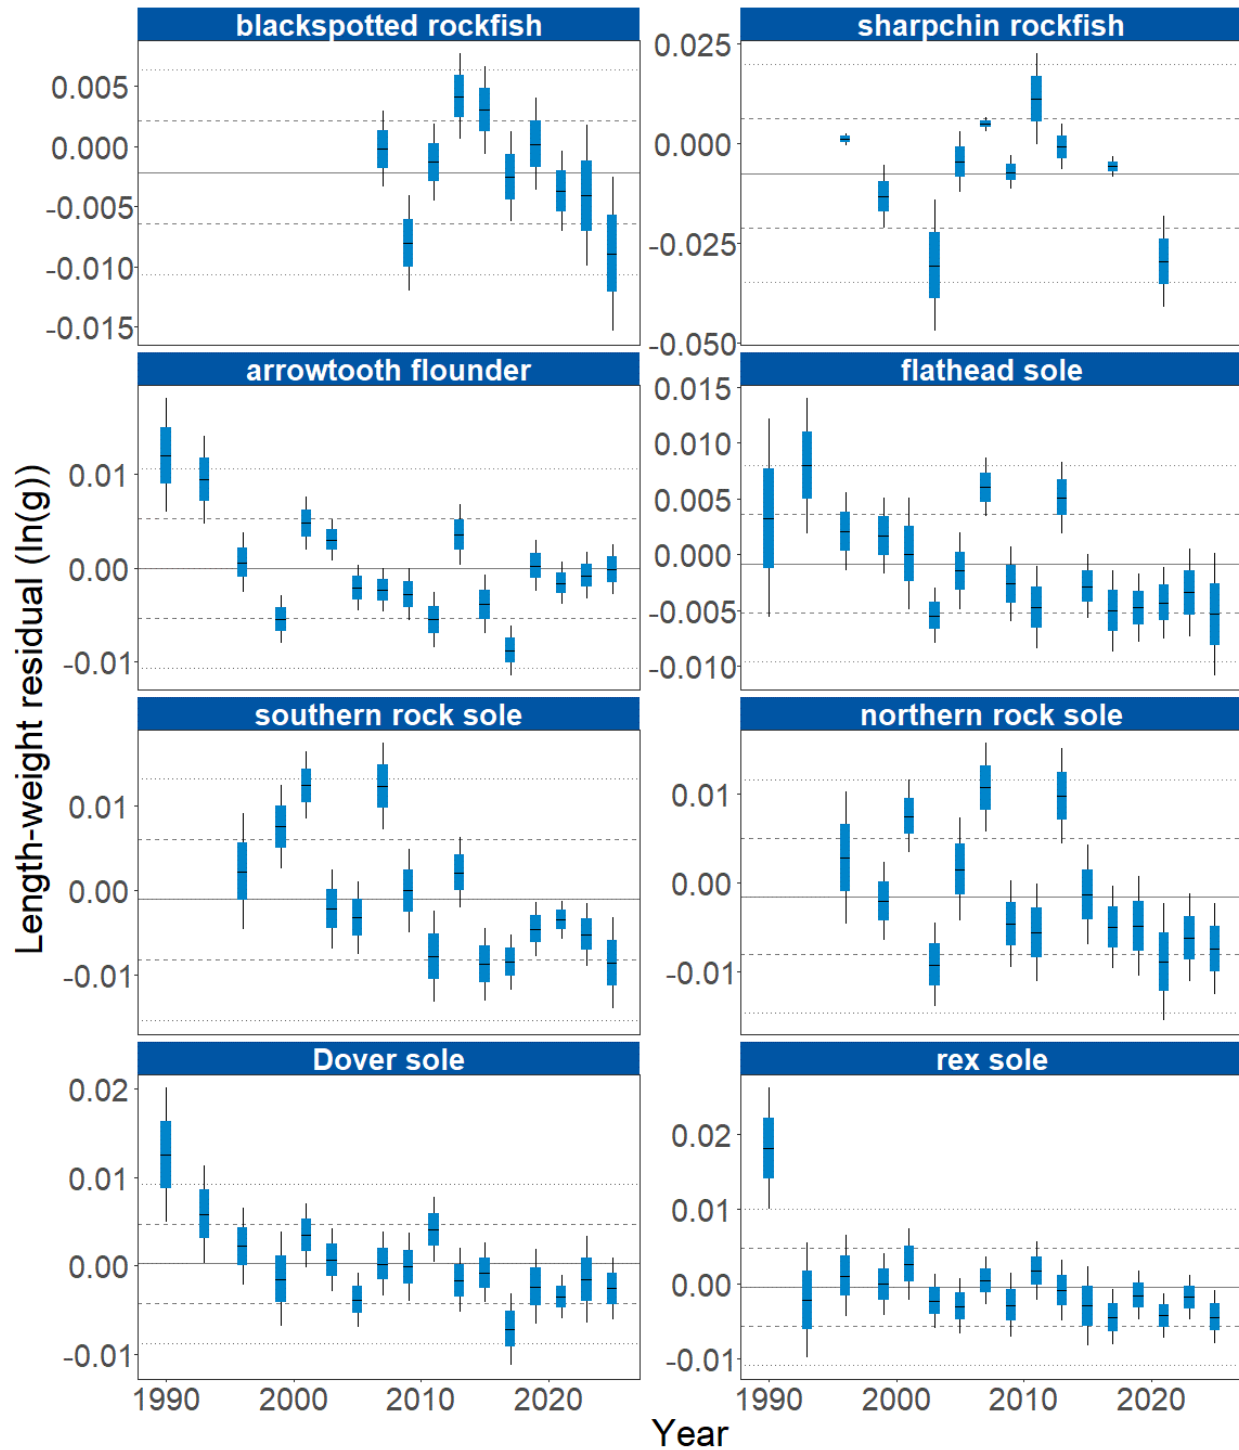 blackspotted rockfish
sharpchin rockfish
0.005
0.000
-0.005
-0.010
-0.015
0.025
0.000
-0.025
-0.050
arrowtooth flounder
flathead sole
0.01
0.00
-0.01
0.015
0.010
0.005
0.000
-0.005
-0.010
Length-weight residual (ln(g))
southern rock sole
northern rock sole
0.01
0.00
-0.01
0.01
0.00
-0.01
Dover sole
rex sole
0.02
0.01
0.00
-0.01
0.02
0.01
0.00
-0.01
1990 2000 2010 2020
1990 2000 2010 2020
Year